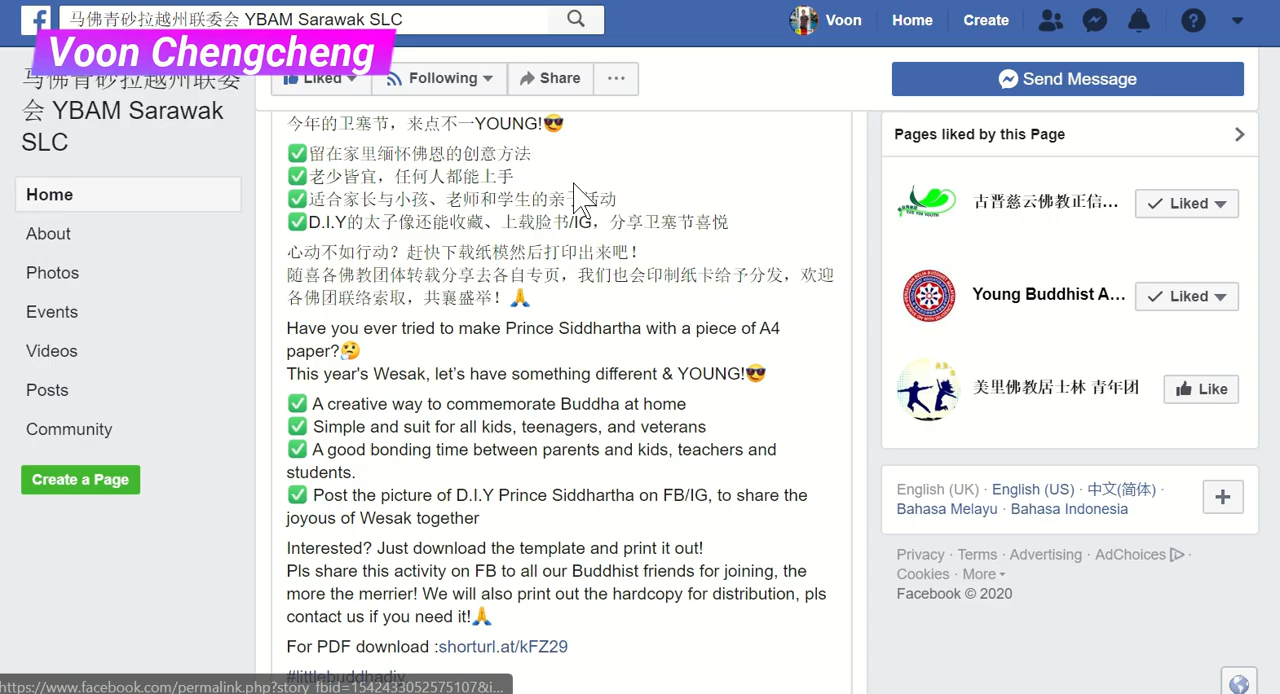 马佛青砂拉越州联委会 YBAM Sarawak SLC
Voon
Home
Create
Voon Chengcheng
马佛青砂拉越州联委
会 YBAM Sarawak
SLC
Liked
Following
Share
Send Message
Home
About
Photos
Events
Videos
Posts
Community
Create a Page
今年的卫塞节，来点不一YOUNG!😎
✅留在家里缅怀佛恩的创意方法
✅老少皆宜，任何人都能上手
✅适合家长与小孩、老师和学生的亲子活动
✅D.I.Y的太子像还能收藏、上载脸书/IG，分享卫塞节喜悦
心动不如行动？赶快下载纸模然后打印出来吧！
随喜各佛教团体转载分享去各自专页，我们也会印制纸卡给予分发，欢迎
各佛团联络索取，共襄盛举！🙏
Have you ever tried to make Prince Siddhartha with a piece of A4
paper?🤔
This year's Wesak, let's have something different & YOUNG!😎
✅ A creative way to commemorate Buddha at home
✅ Simple and suit for all kids, teenagers, and veterans
✅ A good bonding time between parents and kids, teachers and
students.
✅ Post the picture of D.I.Y Prince Siddhartha on FB/IG, to share the
joyous of Wesak together
Interested? Just download the template and print it out!
Pls share this activity on FB to all our Buddhist friends for joining, the
more the merrier! We will also print out the hardcopy for distribution, pls
contact us if you need it!🙏
For PDF download :shorturl.at/kFZ29
#littlebuddhadiy
Pages liked by this Page
古晋慈云佛教正信...
Liked
Young Buddhist A...
Liked
美里佛教居士林 青年团
Like
English (UK) · English (US) · 中文(简体) ·
Bahasa Melayu · Bahasa Indonesia
Privacy · Terms · Advertising · AdChoices ·
Cookies · More
Facebook © 2020
https://www.facebook.com/permalink.php?story_fbid=1542433052575107&i...